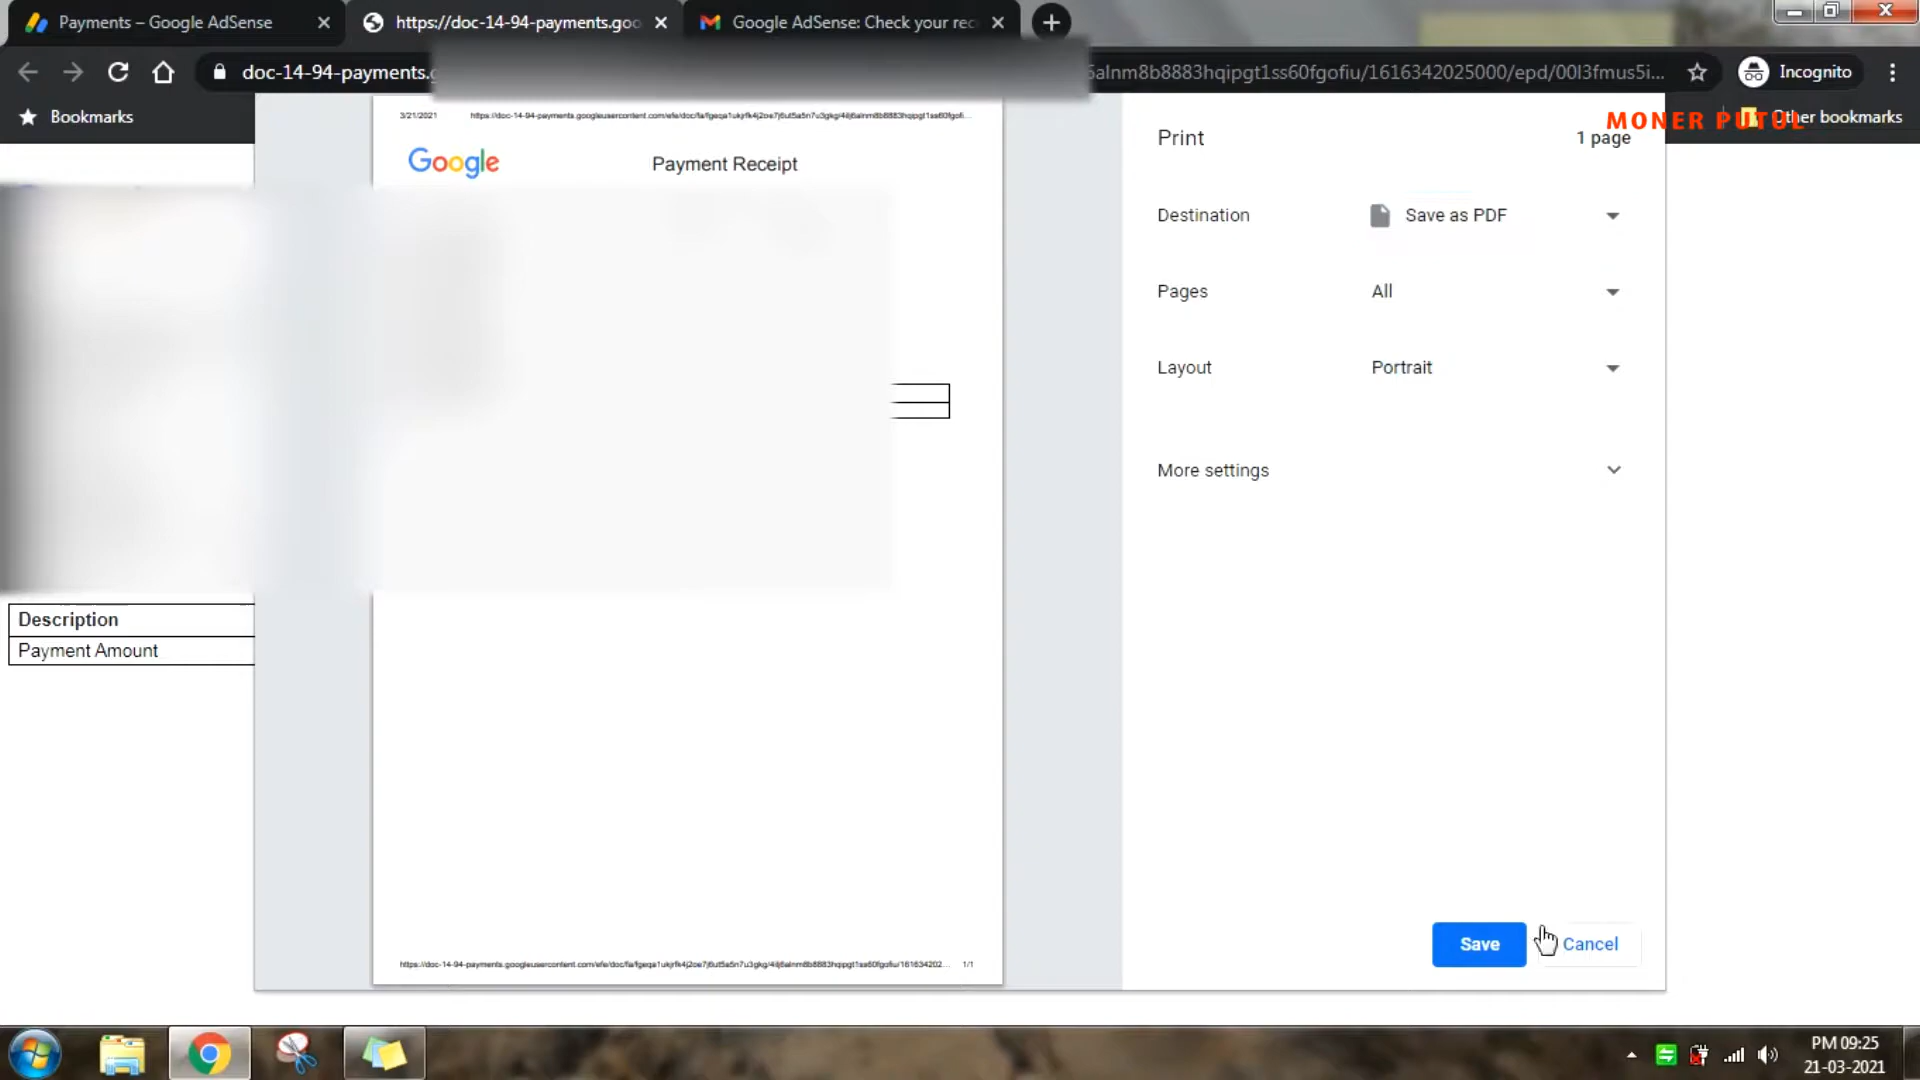 Payments – Google AdSense
https://doc-14-94-payments.goo
Google AdSense: Check your rec
doc-14-94-payments.g
6alnm8b8883hqipgt1ss60fgofiu/1616342025000/epd/00l3fmus5i...
Incognito
Bookmarks
Other bookmarks
MONER PUTUL
3/21/2021
Google
Payment Receipt
Description
Payment Amount
1/1
Print
1 page
Destination
Save as PDF
Pages
All
Layout
Portrait
More settings
Save
Cancel
PM 09:25
21-03-2021